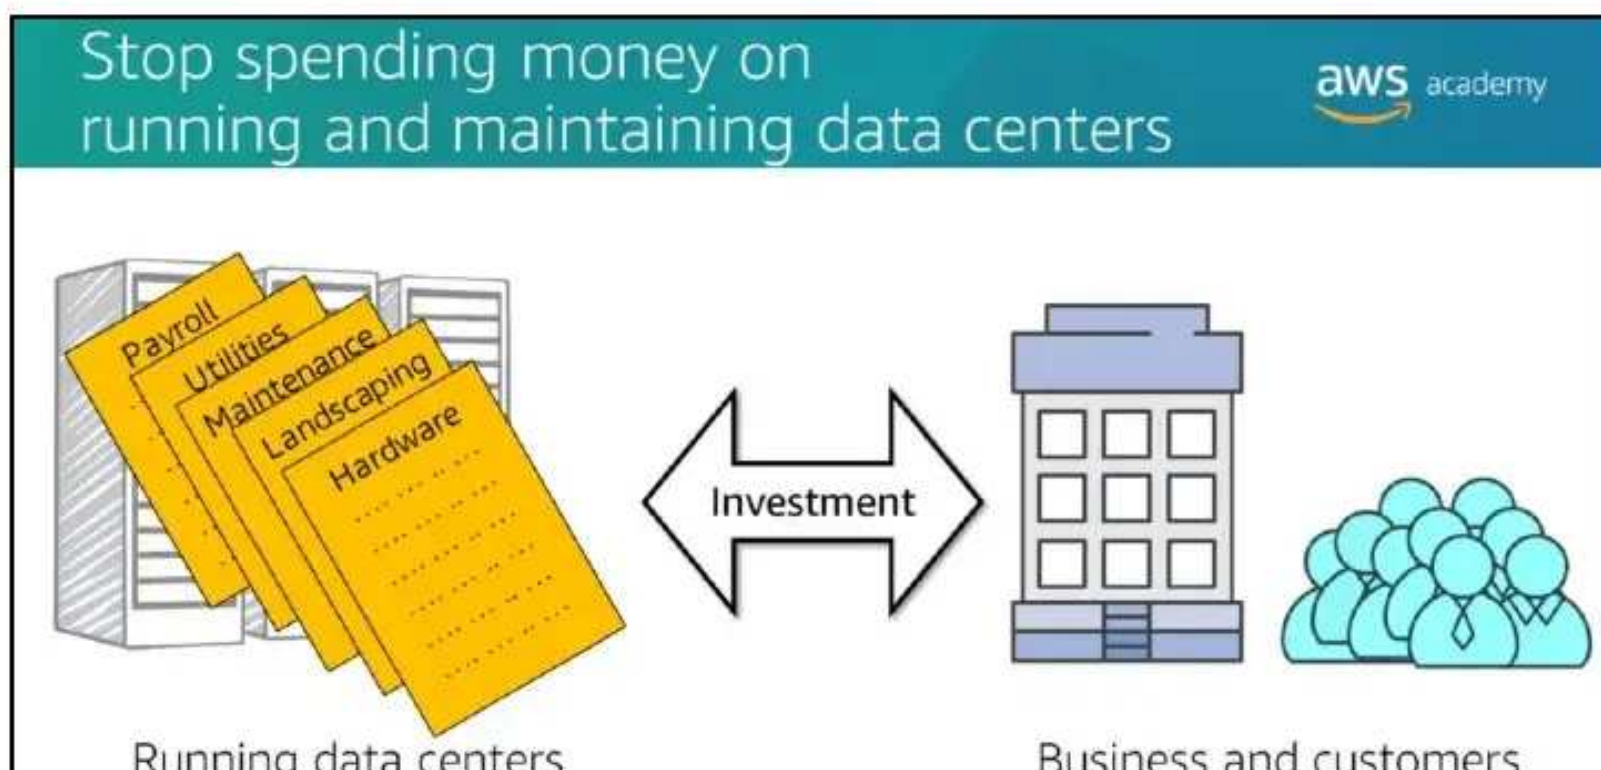 Stop spending money on
running and maintaining data centers
aws academy
Payroll
Utilities
Maintenance
Landscaping
Hardware
Investment
Running data centers
Business and customers